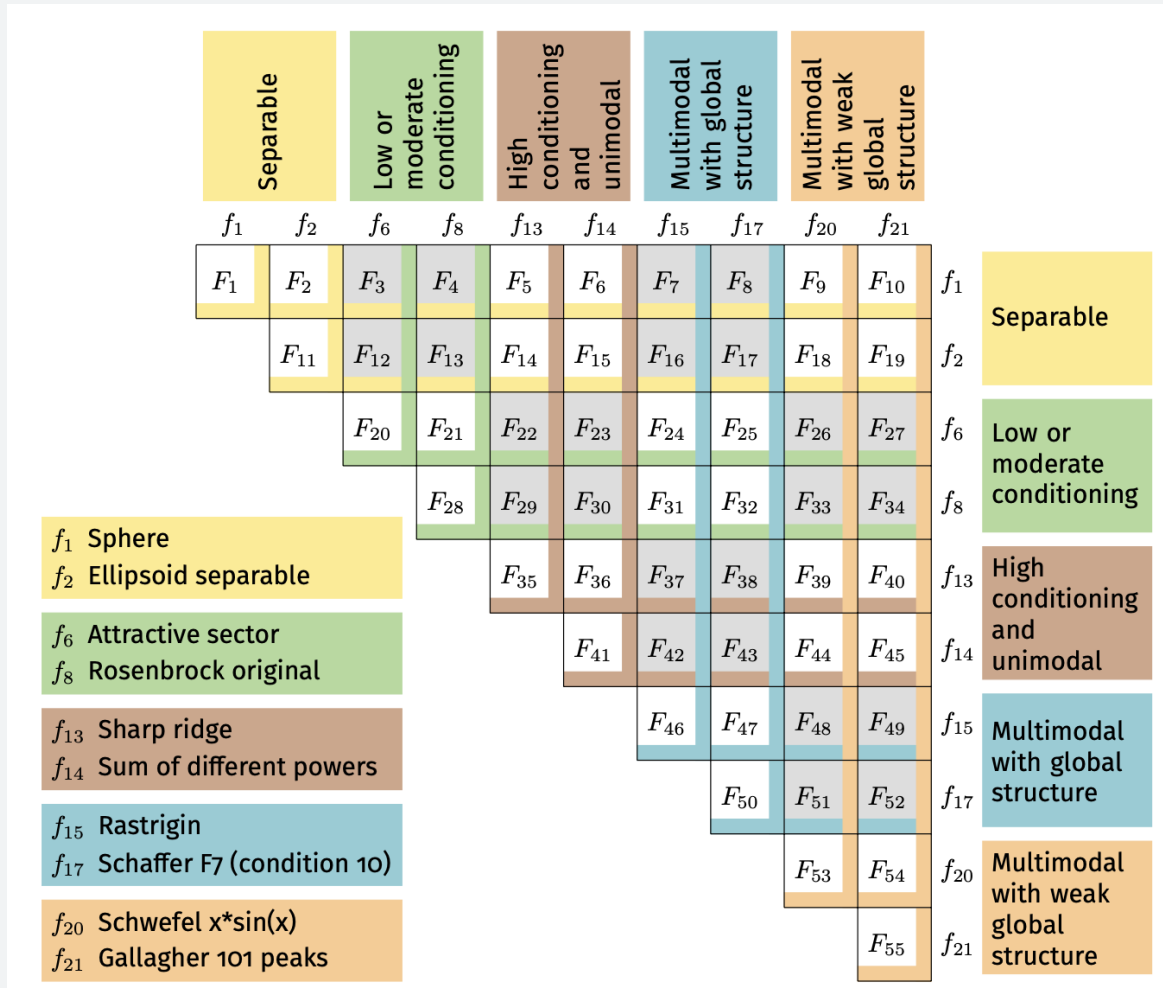 Separable
Low or
moderate
conditioning
High
conditioning
and
unimodal
Multimodal
with global
structure
Multimodal
with weak
global
structure
f₁ f₂ f₆ f₈ f₁₃ f₁₄ f₁₅ f₁₇ f₂₀ f₂₁
F₁ F₂ F₃ F₄ F₅ F₆ F₇ F₈ F₉ F₁₀ f₁
F₁₁ F₁₂ F₁₃ F₁₄ F₁₅ F₁₆ F₁₇ F₁₈ F₁₉ f₂
Separable
F₂₀ F₂₁ F₂₂ F₂₃ F₂₄ F₂₅ F₂₆ F₂₇ f₆
F₂₈ F₂₉ F₃₀ F₃₁ F₃₂ F₃₃ F₃₄ f₈
Low or
moderate
conditioning
F₃₅ F₃₆ F₃₇ F₃₈ F₃₉ F₄₀ f₁₃
F₄₁ F₄₂ F₄₃ F₄₄ F₄₅ f₁₄
High
conditioning
and
unimodal
F₄₆ F₄₇ F₄₈ F₄₉ f₁₅
F₅₀ F₅₁ F₅₂ f₁₇
Multimodal
with global
structure
F₅₃ F₅₄ f₂₀
F₅₅ f₂₁
Multimodal
with weak
global
structure
f₁ Sphere
f₂ Ellipsoid separable
f₆ Attractive sector
f₈ Rosenbrock original
f₁₃ Sharp ridge
f₁₄ Sum of different powers
f₁₅ Rastrigin
f₁₇ Schaffer F7 (condition 10)
f₂₀ Schwefel x*sin(x)
f₂₁ Gallagher 101 peaks